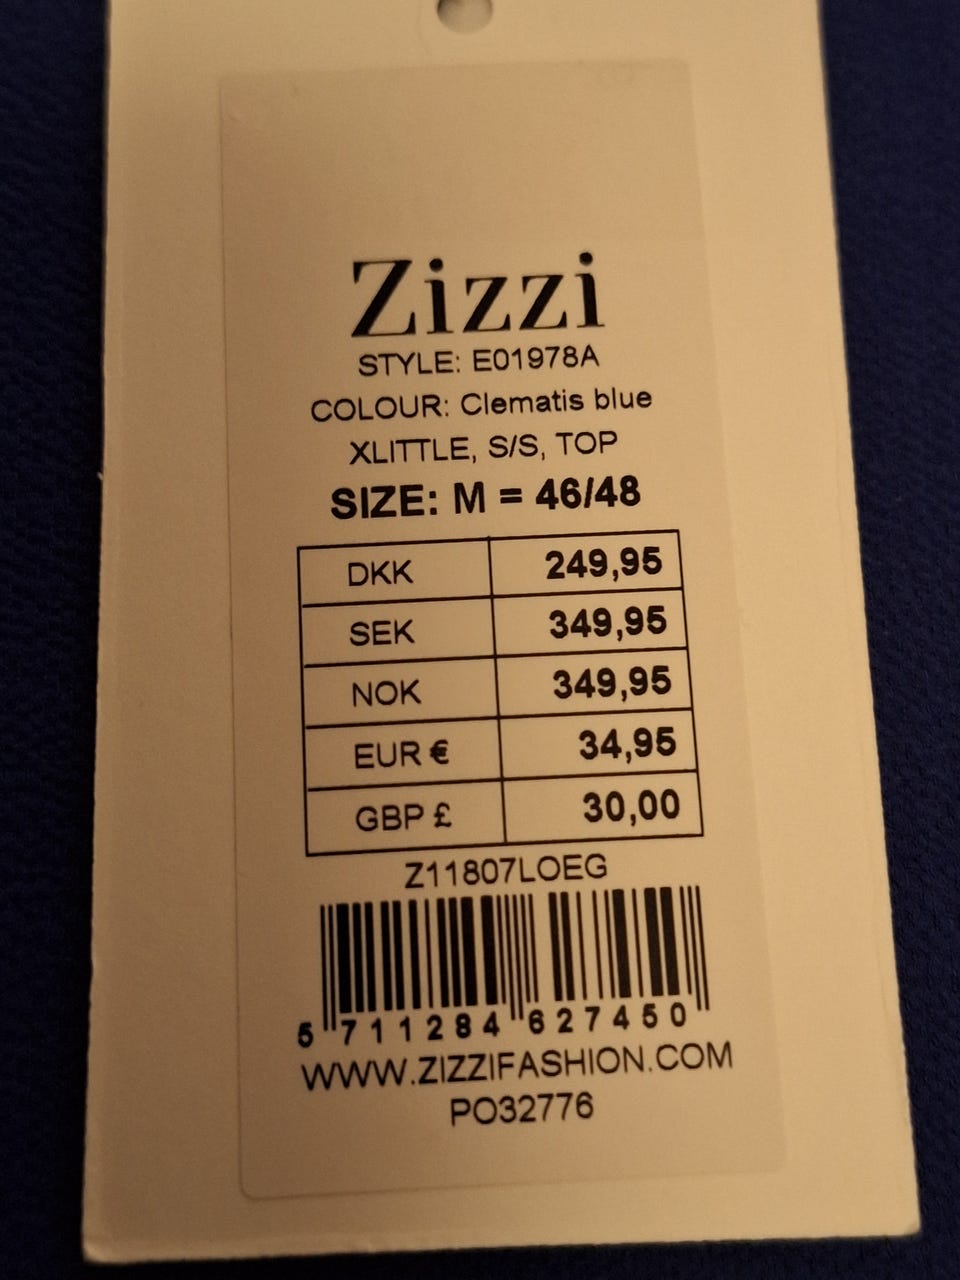 Zizzi
STYLE: E01978A
COLOUR: Clematis blue
XLITTLE, S/S, TOP
SIZE: M = 46/48
DKK 249,95
SEK 349,95
NOK 349,95
EUR € 34,95
GBP £ 30,00
Z11807LOEG
5 711284 627450
WWW.ZIZZIFASHION.COM
PO32776